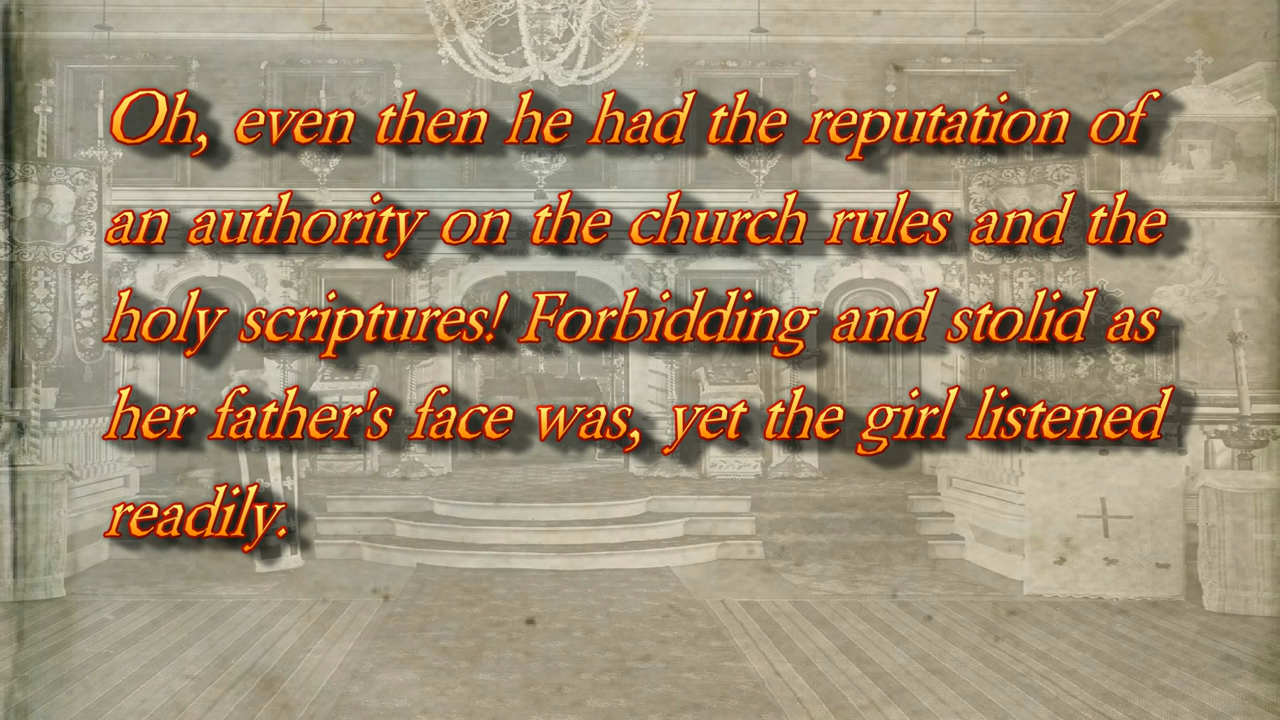 Oh, even then he had the reputation of
an authority on the church rules and the
holy scriptures! Forbidding and stolid as
her father's face was, yet the girl listened
readily.